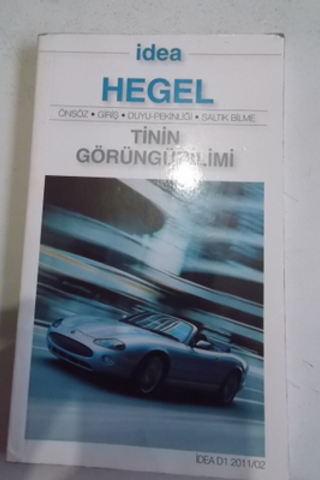 idea
HEGEL
ÖNSÖZ • GİRİŞ • DUYU-PEKİNLİĞİ • SALTIK BİLME
TİNİN
GÖRÜNGÜBİLİMİ
İDEA D1 2011/02